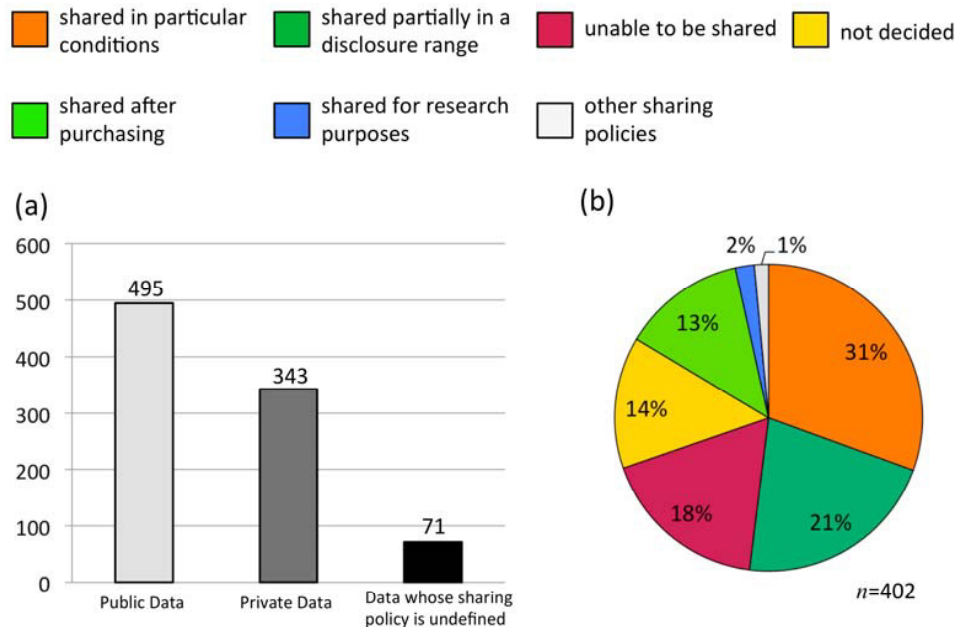 shared in particular
conditions
shared partially in a
disclosure range
unable to be shared
not decided
shared after
purchasing
shared for research
purposes
other sharing
policies
(a)
600
500
400
300
200
100
0
495
343
71
Public Data
Private Data
Data whose sharing
policy is undefined
(b)
2%
1%
31%
21%
18%
14%
13%
n=402